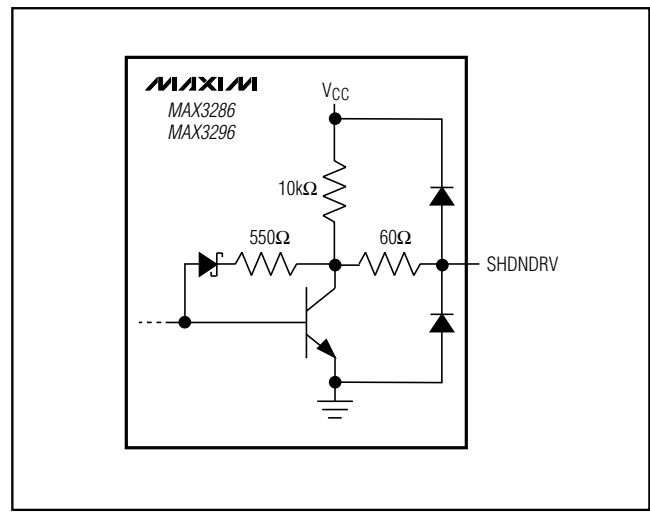 MAXIM
MAX3286
MAX3296
VCC
10kΩ
550Ω
60Ω
SHDNDRV